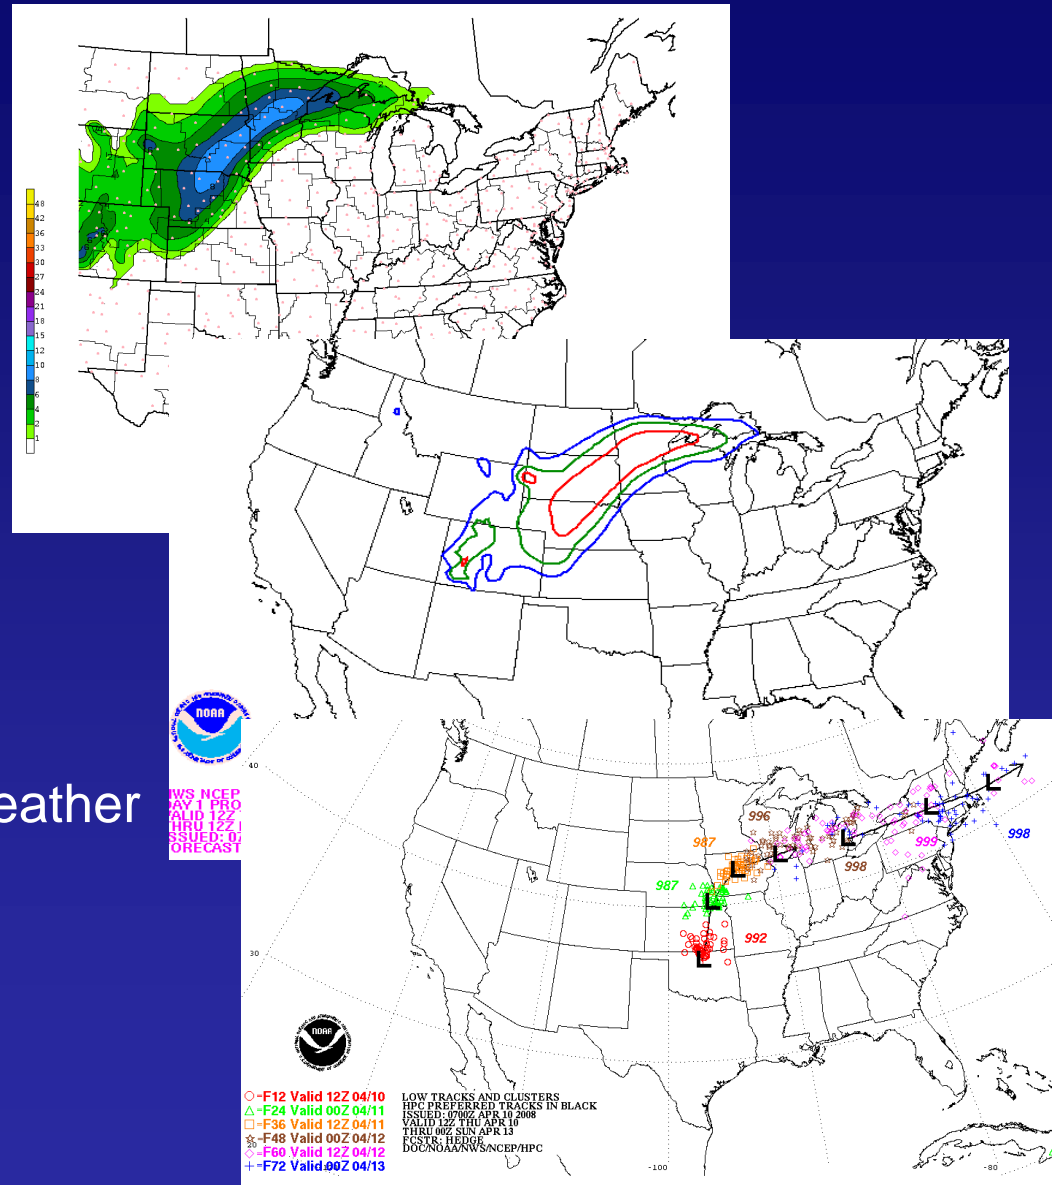 48
42
36
33
30
27
24
21
18
15
12
10
8
6
4
2
1
eather
NOAA
NWS NCEP
DAY 1 PRO
VALID 12Z
THRU 12Z
ISSUED: 07
FORECAST
40
30
20
-100
-80
996
987
987
992
998
999
998
L
L
L
L
L
L
L
NOAA
=F12 Valid 12Z 04/10
=F24 Valid 00Z 04/11
=F36 Valid 12Z 04/11
=F48 Valid 00Z 04/12
=F60 Valid 12Z 04/12
=F72 Valid 00Z 04/13
LOW TRACKS AND CLUSTERS
HPC PREFERRED TRACKS IN BLACK
ISSUED: 0700Z APR 10 2008
VALID 12Z THU APR 10
THRU 00Z SUN APR 13
FCSTR: HEDGE
DOC/NOAA/NWS/NCEP/HPC